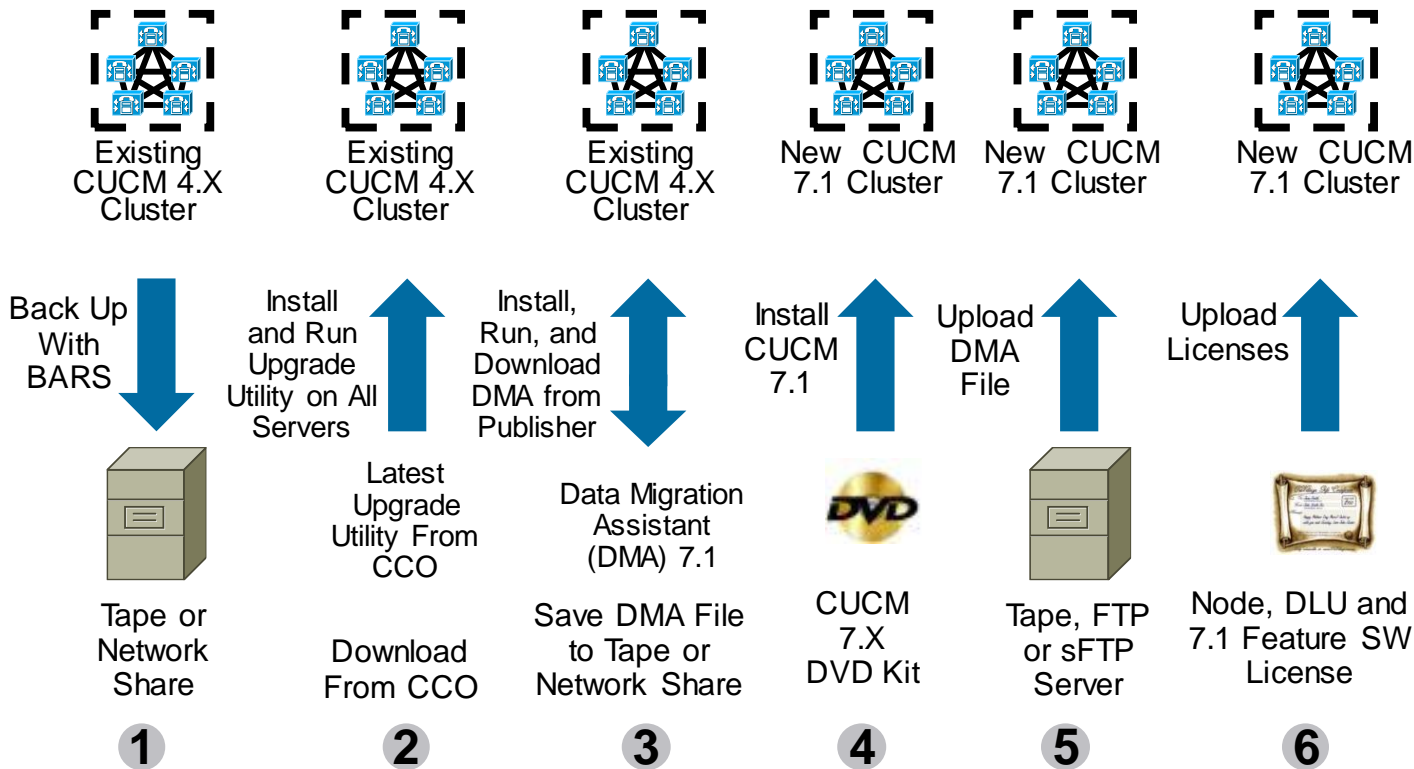 Existing
CUCM 4.X
Cluster
Existing
CUCM 4.X
Cluster
Existing
CUCM 4.X
Cluster
New CUCM
7.1 Cluster
New CUCM
7.1 Cluster
New CUCM
7.1 Cluster
Back Up
With
BARS
Install
and Run
Upgrade
Utility on All
Servers
Install,
Run, and
Download
DMA from
Publisher
Install
CUCM
7.1
Upload
DMA
File
Upload
Licenses
Tape or
Network
Share
Latest
Upgrade
Utility From
CCO
Download
From CCO
Data Migration
Assistant
(DMA) 7.1
Save DMA File
to Tape or
Network Share
DVD
CUCM
7.X
DVD Kit
Tape, FTP
or sFTP
Server
Node, DLU and
7.1 Feature SW
License
1
2
3
4
5
6